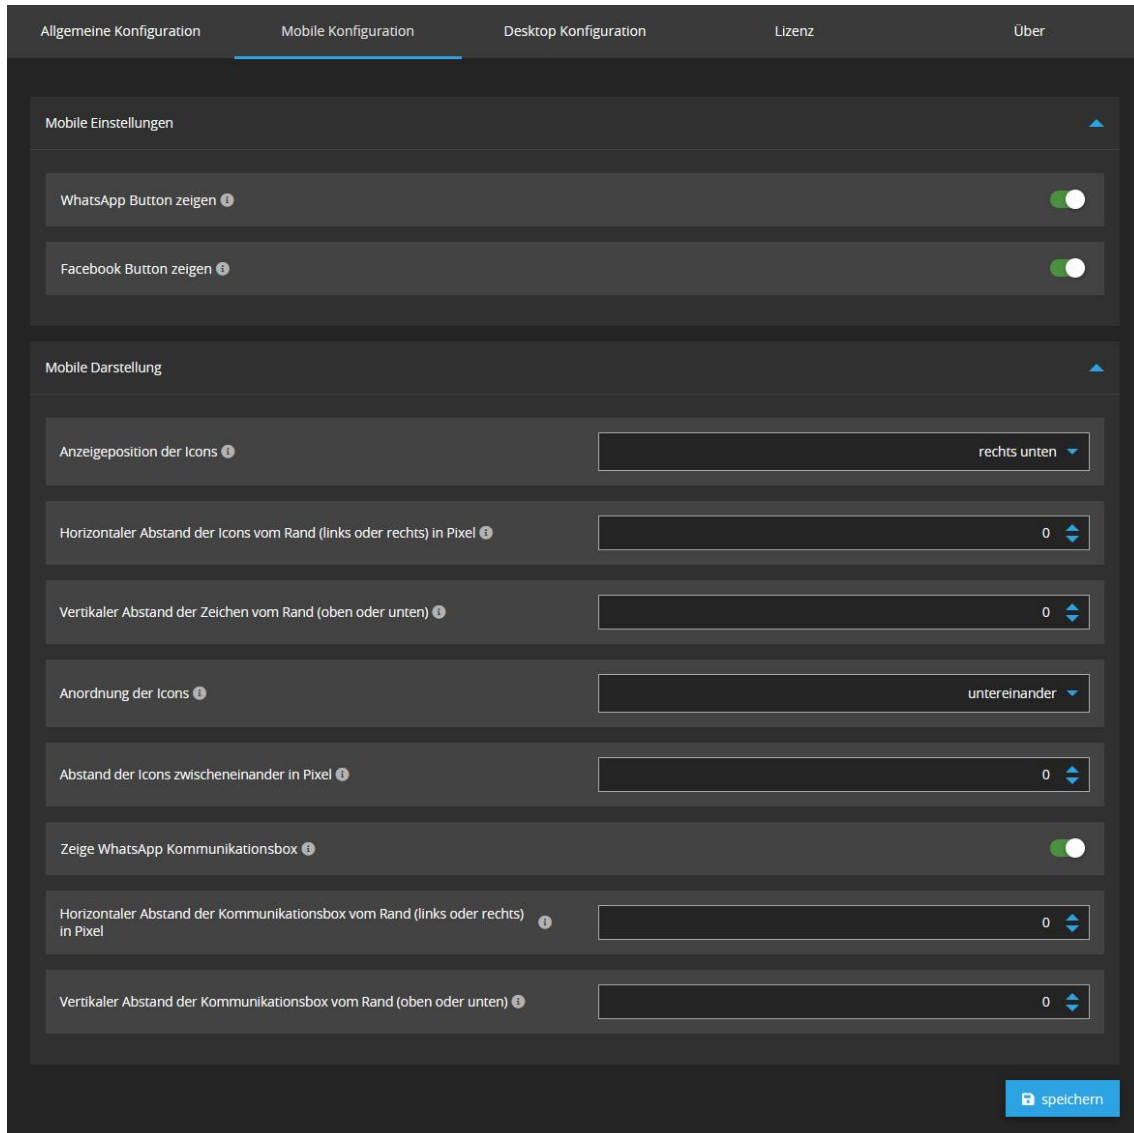 Allgemeine Konfiguration
Mobile Konfiguration
Desktop Konfiguration
Lizenz
Über
Mobile Einstellungen
WhatsApp Button zeigen
Facebook Button zeigen
Mobile Darstellung
Anzeigeposition der Icons
rechts unten
Horizontaler Abstand der Icons vom Rand (links oder rechts) in Pixel
0
Vertikaler Abstand der Zeichen vom Rand (oben oder unten)
0
Anordnung der Icons
untereinander
Abstand der Icons zwischeneinander in Pixel
0
Zeige WhatsApp Kommunikationsbox
Horizontaler Abstand der Kommunikationsbox vom Rand (links oder rechts)
in Pixel
0
Vertikaler Abstand der Kommunikationsbox vom Rand (oben oder unten)
0
speichern